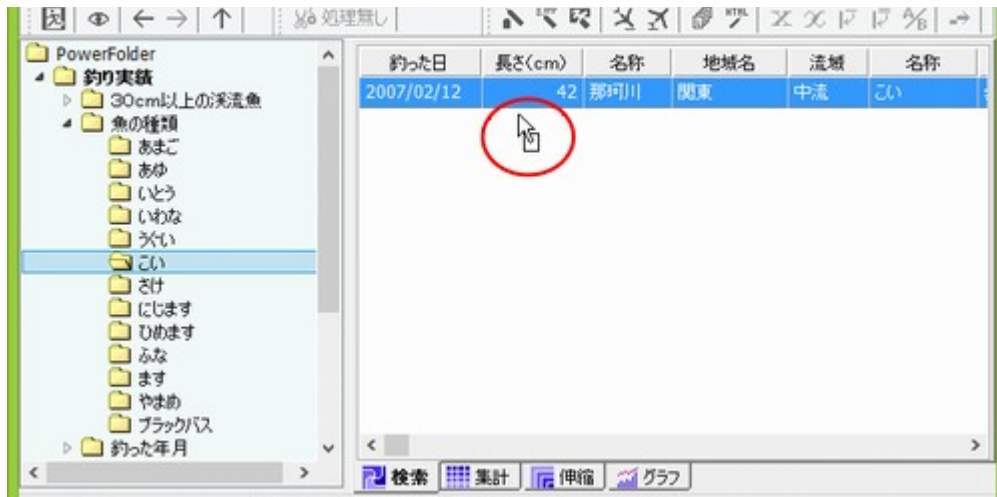 処理無し
PowerFolder
釣り実績
30cm以上の渓流魚
魚の種類
あまご
あゆ
いとう
いわな
うぐい
こい
さけ
にじます
ひめます
ふな
ます
やまめ
ブラックバス
釣った年月
釣った日 長さ(cm) 名称 地域名 流域 名称
2007/02/12 42 那珂川 関東 中流 こい
検索 集計 伸縮 グラフ